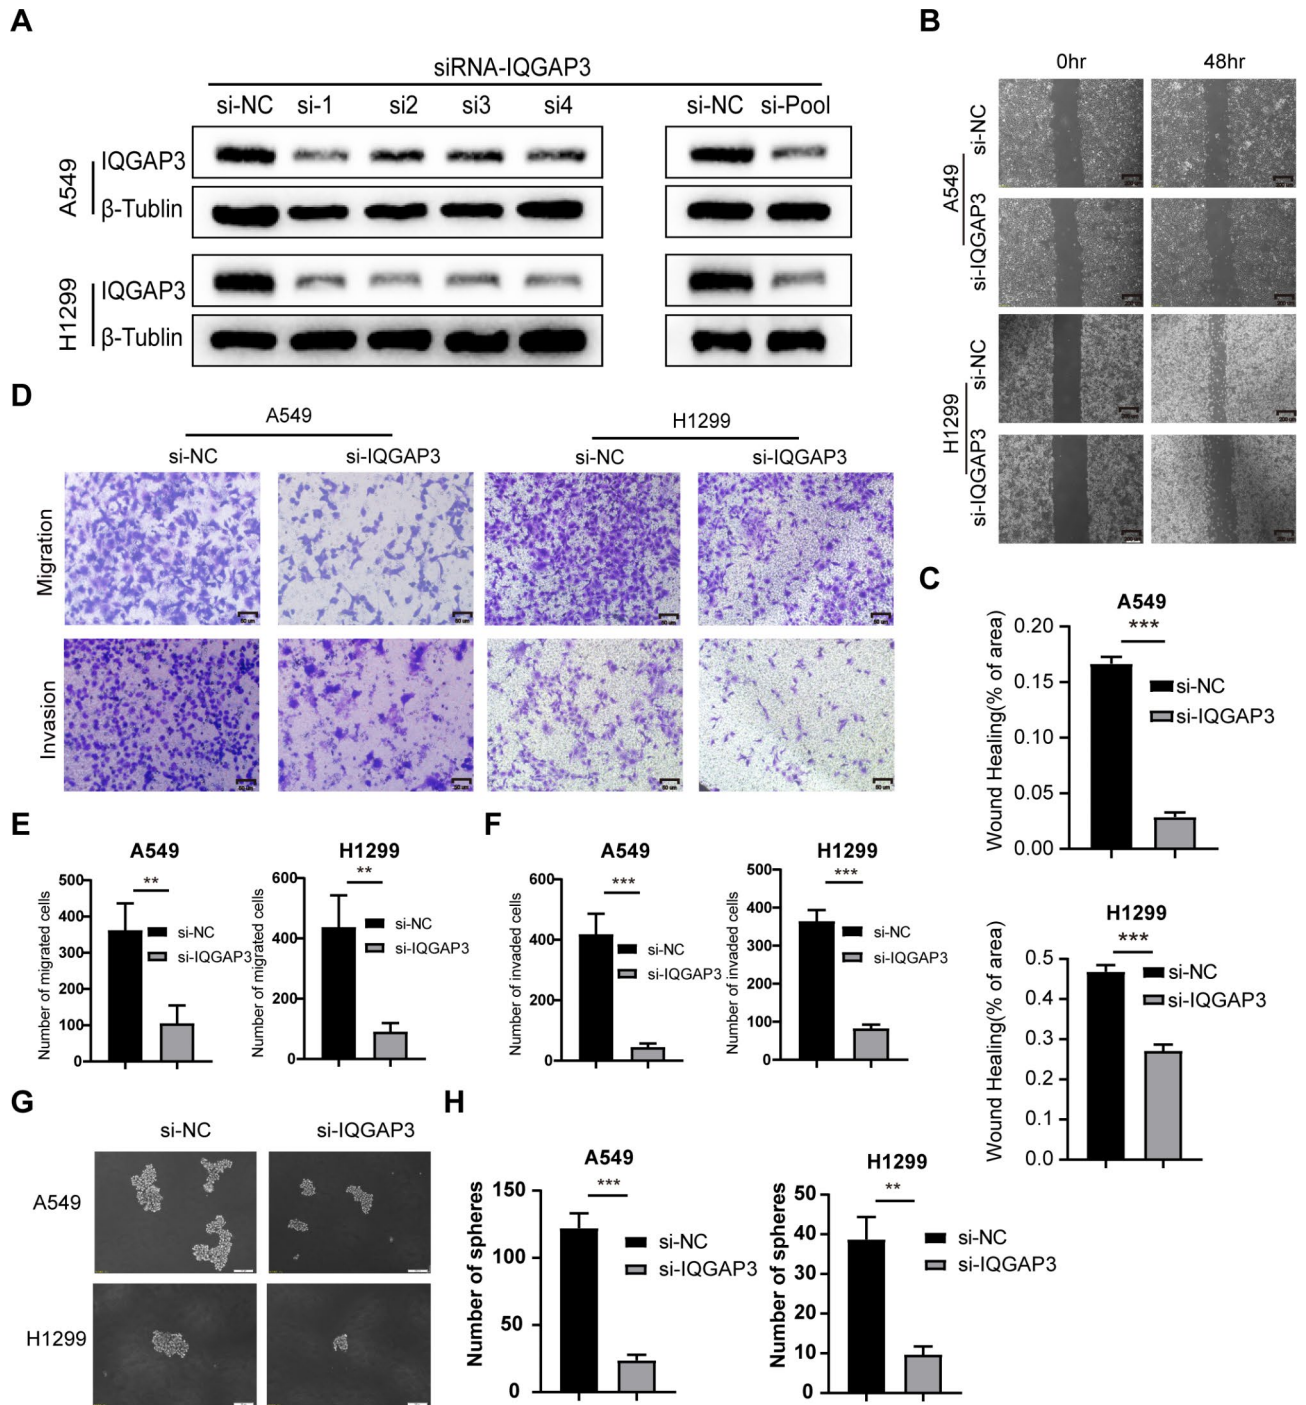 A
siRNA-IQGAP3
si-NC si-1 si2 si3 si4 si-NC si-Pool
A549
IQGAP3
β-Tublin
H1299
IQGAP3
β-Tublin
B
0hr 48hr
A549
si-NC
si-IQGAP3
H1299
si-NC
si-IQGAP3
D
A549 H1299
si-NC si-IQGAP3 si-NC si-IQGAP3
Migration
Invasion
50 um
C
A549
***
Wound Healing(% of area)
0.20
0.15
0.10
0.05
0.00
si-NC
si-IQGAP3
H1299
***
Wound Healing(% of area)
0.5
0.4
0.3
0.2
0.1
0.0
si-NC
si-IQGAP3
E
A549
**
Number of migrated cells
500
400
300
200
100
0
si-NC
si-IQGAP3
H1299
**
Number of migrated cells
600
400
200
0
si-NC
si-IQGAP3
F
A549
***
Number of invaded cells
600
400
200
0
si-NC
si-IQGAP3
H1299
***
Number of invaded cells
500
400
300
200
100
0
si-NC
si-IQGAP3
G
si-NC si-IQGAP3
A549
H1299
H
A549
***
Number of spheres
150
100
50
0
si-NC
si-IQGAP3
H1299
**
Number of spheres
50
40
30
20
10
0
si-NC
si-IQGAP3